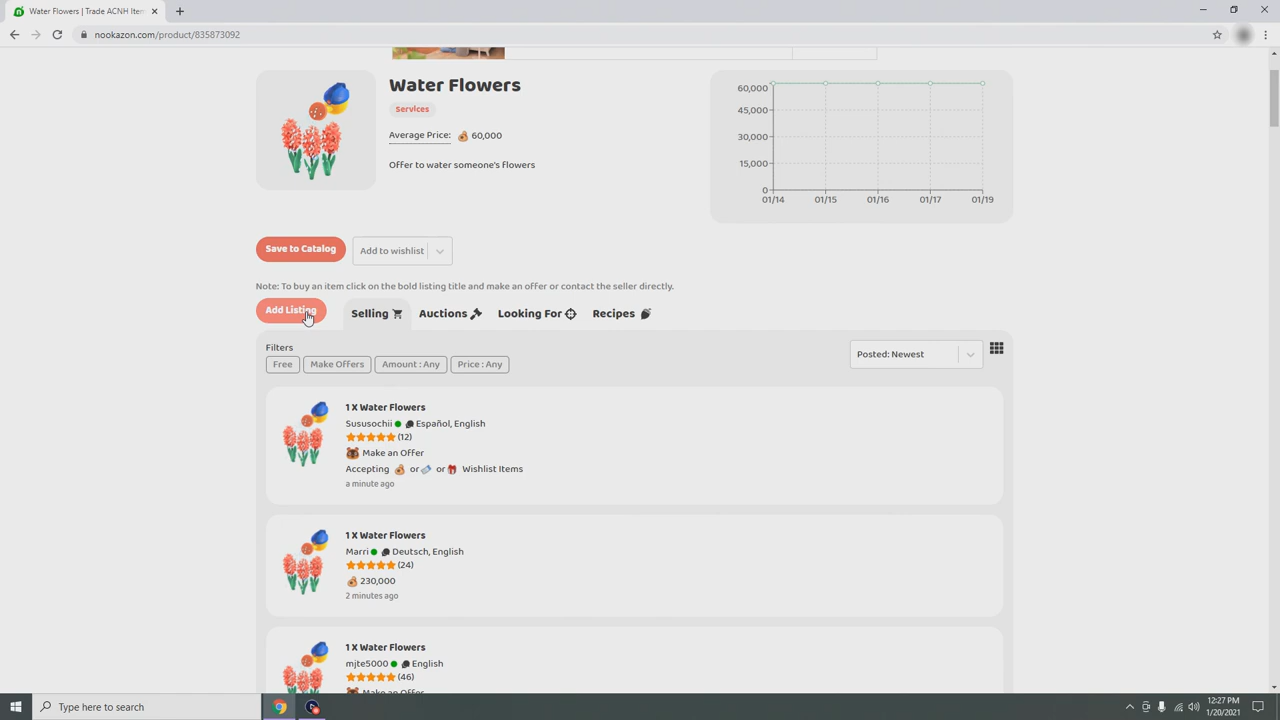 Water Flowers | Trade ACNH Item
nookazon.com/product/835873092
Water Flowers
Services
Average Price: 60,000
Offer to water someone's flowers
60,000
45,000
30,000
15,000
0
01/14 01/15 01/16 01/17 01/19
Save to Catalog Add to wishlist
Note: To buy an item click on the bold listing title and make an offer or contact the seller directly.
Add Listing Selling Auctions Looking For Recipes
Filters
Free Make Offers Amount : Any Price : Any
Posted: Newest
1 X Water Flowers
Sususochii Español, English
(12)
Make an Offer
Accepting or or Wishlist Items
a minute ago
1 X Water Flowers
Marri Deutsch, English
(24)
230,000
2 minutes ago
1 X Water Flowers
mjte5000 English
(46)
Make an Offer
Type here to search
12:27 PM
1/20/2021